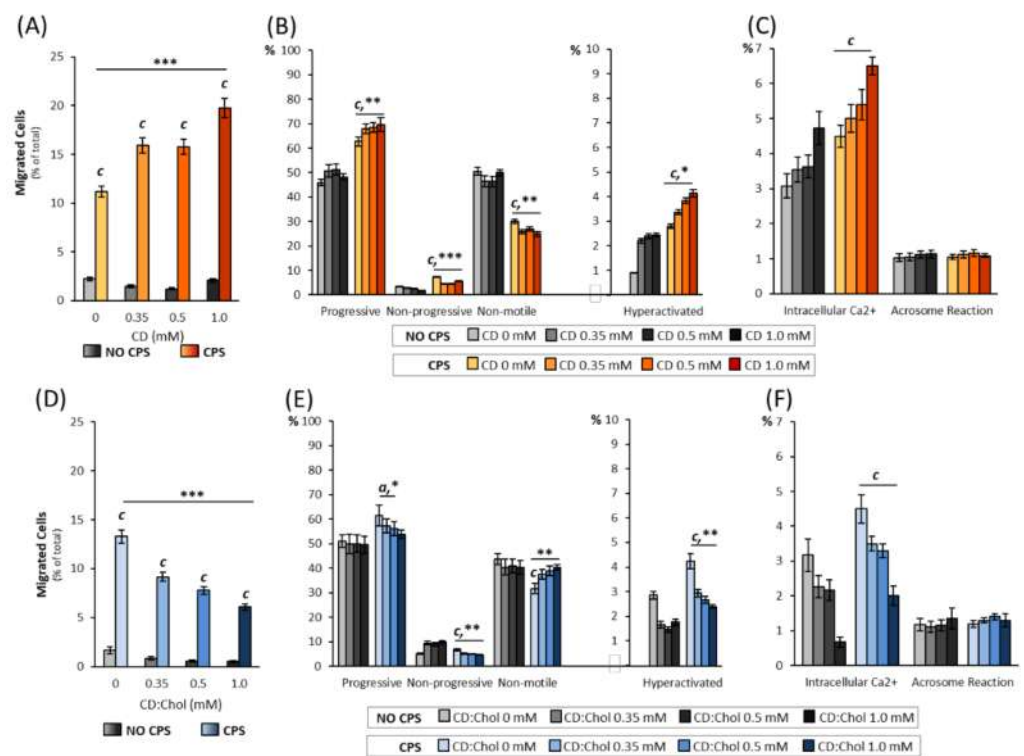 (A)
***
c
c
c
c
Migrated Cells
(% of total)
25
20
15
10
5
0
0 0.35 0.5 1.0
CD (mM)
NO CPS CPS
(B)
%
100
90
80
70
60
50
40
30
20
10
0
c,**
c,***
c,**
Progressive Non-progressive Non-motile
%
10
9
8
7
6
5
4
3
2
1
c,*
Hyperactivated
NO CPS CD 0 mM CD 0.35 mM CD 0.5 mM CD 1.0 mM
CPS CD 0 mM CD 0.35 mM CD 0.5 mM CD 1.0 mM
(C)
% 7
6
5
4
3
2
1
0
c
Intracellular Ca2+ Acrosome Reaction
(D)
***
c
c
c
c
Migrated Cells
(% of total)
25
20
15
10
5
0
0 0.35 0.5 1.0
CD:Chol (mM)
NO CPS CPS
(E)
% 100
90
80
70
60
50
40
30
20
10
0
a,*
c,**
**
c
Progressive Non-progressive Non-motile
% 10
9
8
7
6
5
4
3
2
1
c,**
Hyperactivated
NO CPS CD:Chol 0 mM CD:Chol 0.35 mM CD:Chol 0.5 mM CD:Chol 1.0 mM
CPS CD:Chol 0 mM CD:Chol 0.35 mM CD:Chol 0.5 mM CD:Chol 1.0 mM
(F)
% 7
6
5
4
3
2
1
0
c
Intracellular Ca2+ Acrosome Reaction